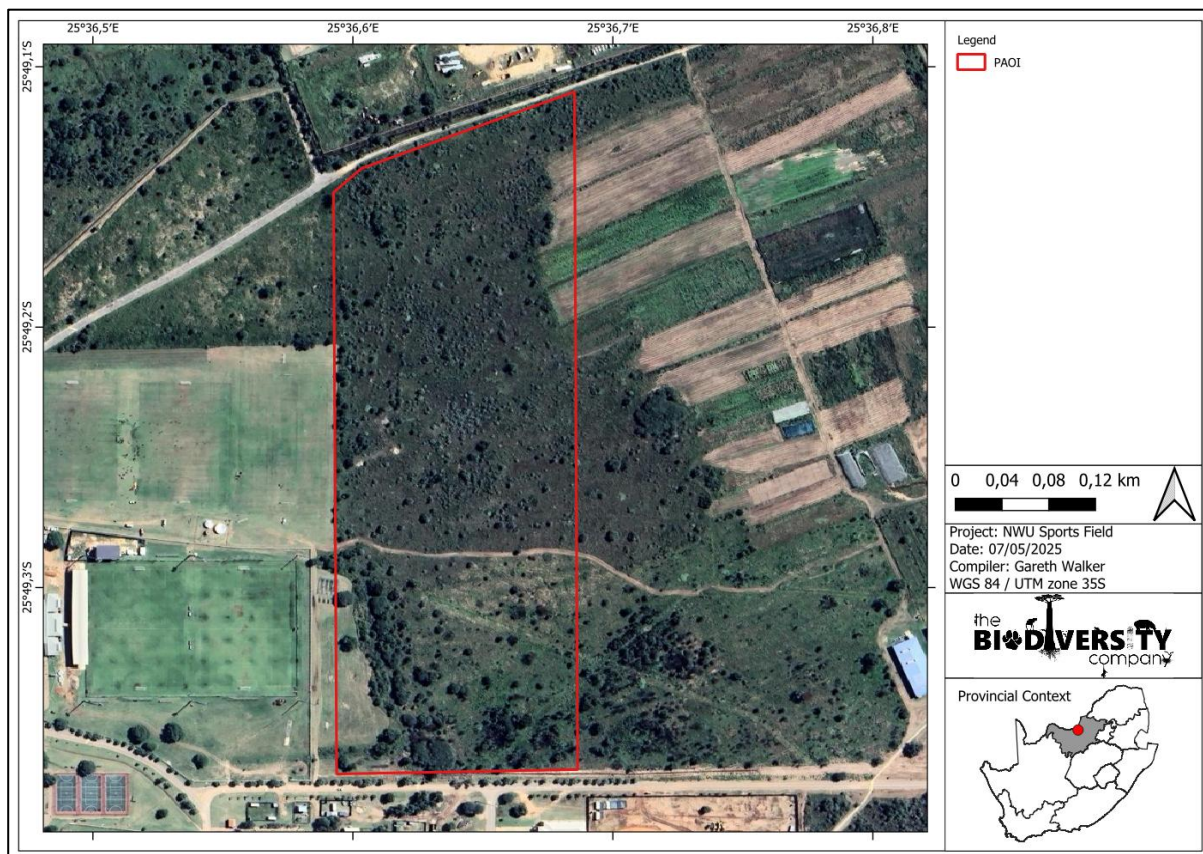 25°36,5'E
25°36,6'E
25°36,7'E
25°36,8'E
25°49,1'S
25°49,2'S
25°49,3'S
Legend
PAOI
0 0,04 0,08 0,12 km
Project: NWU Sports Field
Date: 07/05/2025
Compiler: Gareth Walker
WGS 84 / UTM zone 35S
the
BIODIVERSITY
company
Provincial Context